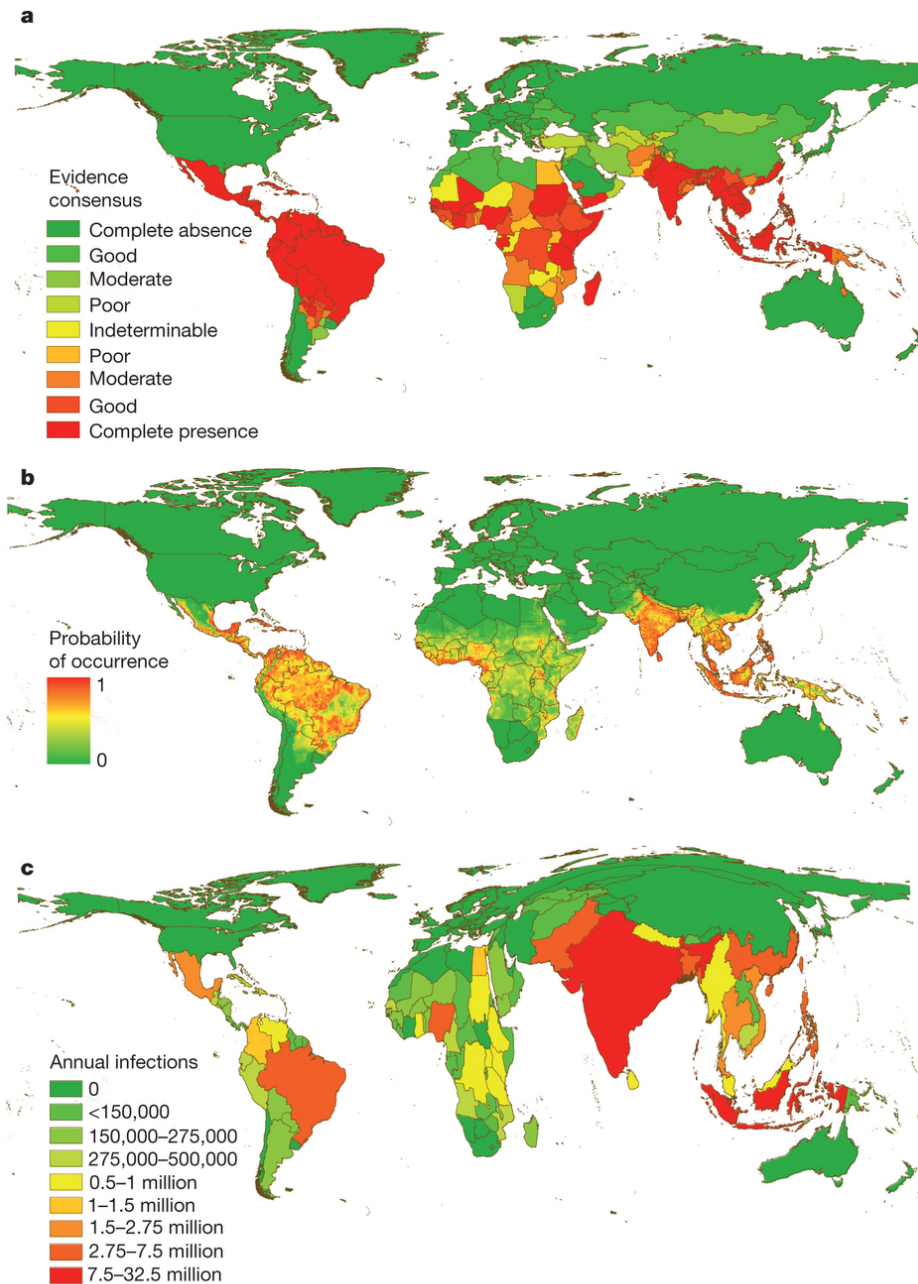 a
Evidence
consensus
Complete absence
Good
Moderate
Poor
Indeterminable
Poor
Moderate
Good
Complete presence
b
Probability
of occurrence
1
0
c
Annual infections
0
<150,000
150,000–275,000
275,000–500,000
0.5–1 million
1–1.5 million
1.5–2.75 million
2.75–7.5 million
7.5–32.5 million